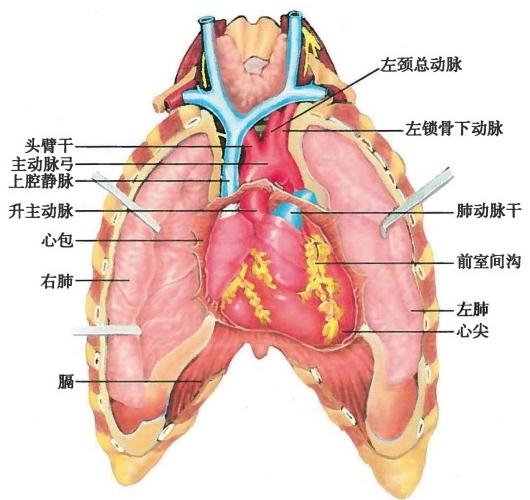 左颈总动脉
左锁骨下动脉
头臂干
主动脉弓
上腔静脉
升主动脉
肺动脉干
心包
前室间沟
右肺
左肺
心尖
膈